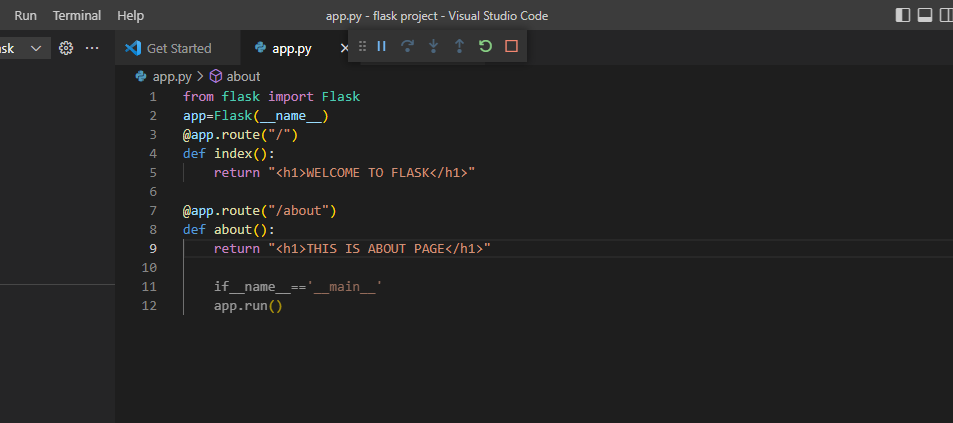 Run Terminal Help app.py - flask project - Visual Studio Code
ask Get Started app.py
app.py > about
1 from flask import Flask
2 app=Flask(__name__)
3 @app.route("/")
4 def index():
5     return "<h1>WELCOME TO FLASK</h1>"
6
7 @app.route("/about")
8 def about():
9     return "<h1>THIS IS ABOUT PAGE</h1>"
10
11     if__name__=='__main__'
12     app.run()